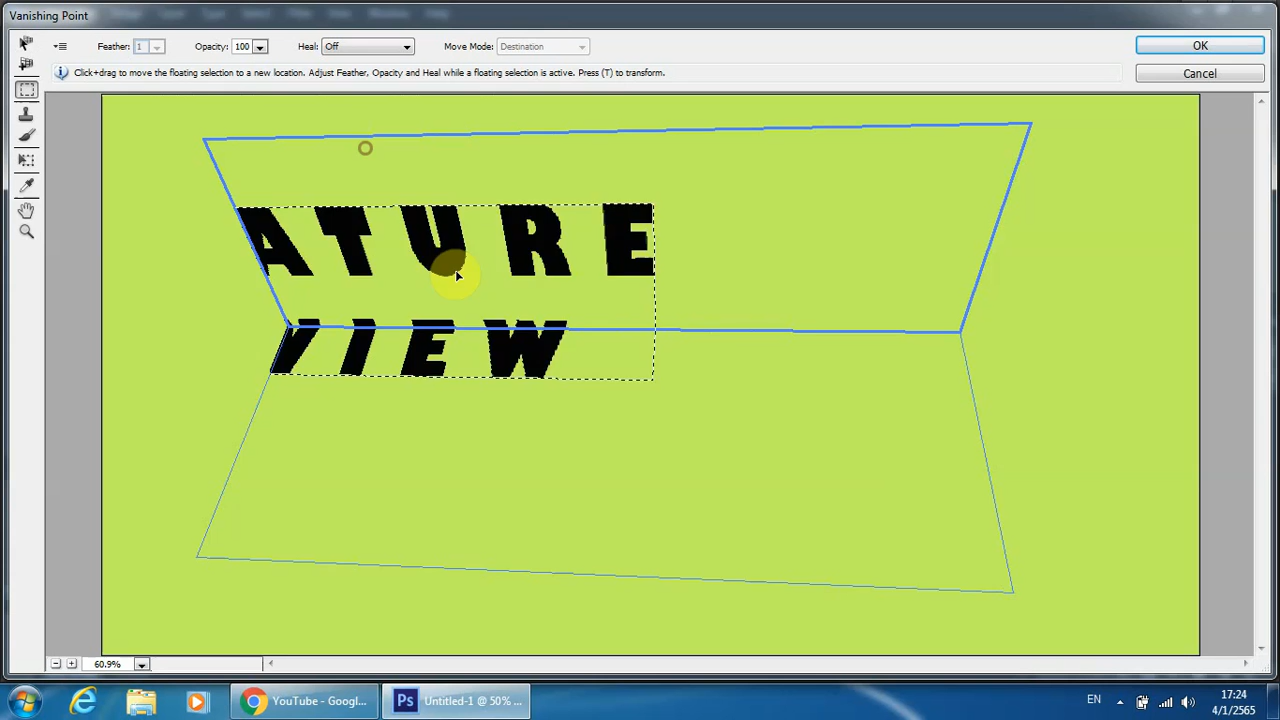 Vanishing Point
Feather: 1 Opacity: 100 Heal: Off Move Mode: Destination OK
Click+drag to move the floating selection to a new location. Adjust Feather, Opacity and Heal while a floating selection is active. Press (T) to transform. Cancel
ATURE
VIEW
60.9%
YouTube - Googl... Ps Untitled-1 @ 50% ... EN 17:24
4/1/2565